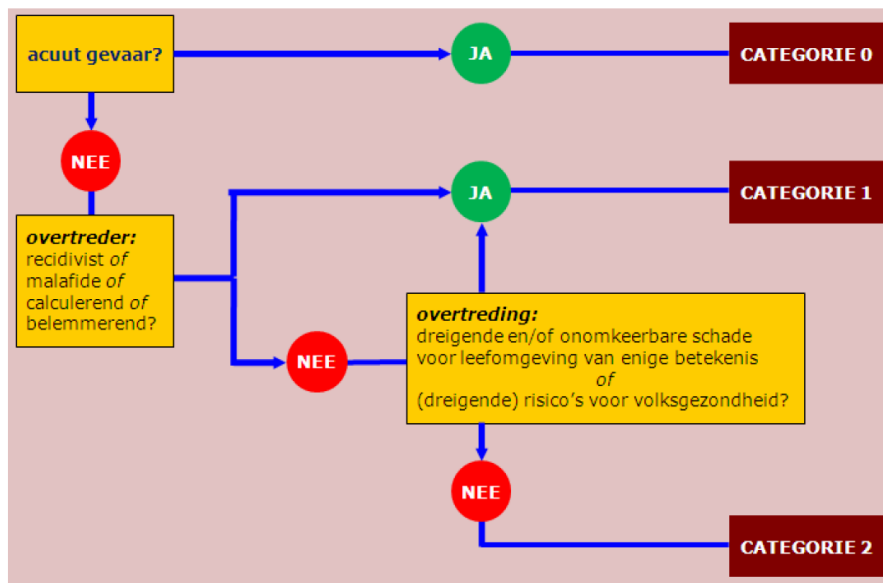 acuut gevaar?
JA
CATEGORIE 0
NEE
JA
CATEGORIE 1
overtreder:
recidivist of
malafide of
calculerend of
belemmerend?
NEE
overtreding:
dreigende en/of onomkeerbare schade
voor leefomgeving van enige betekenis
of
(dreigende) risico's voor volksgezondheid?
NEE
CATEGORIE 2